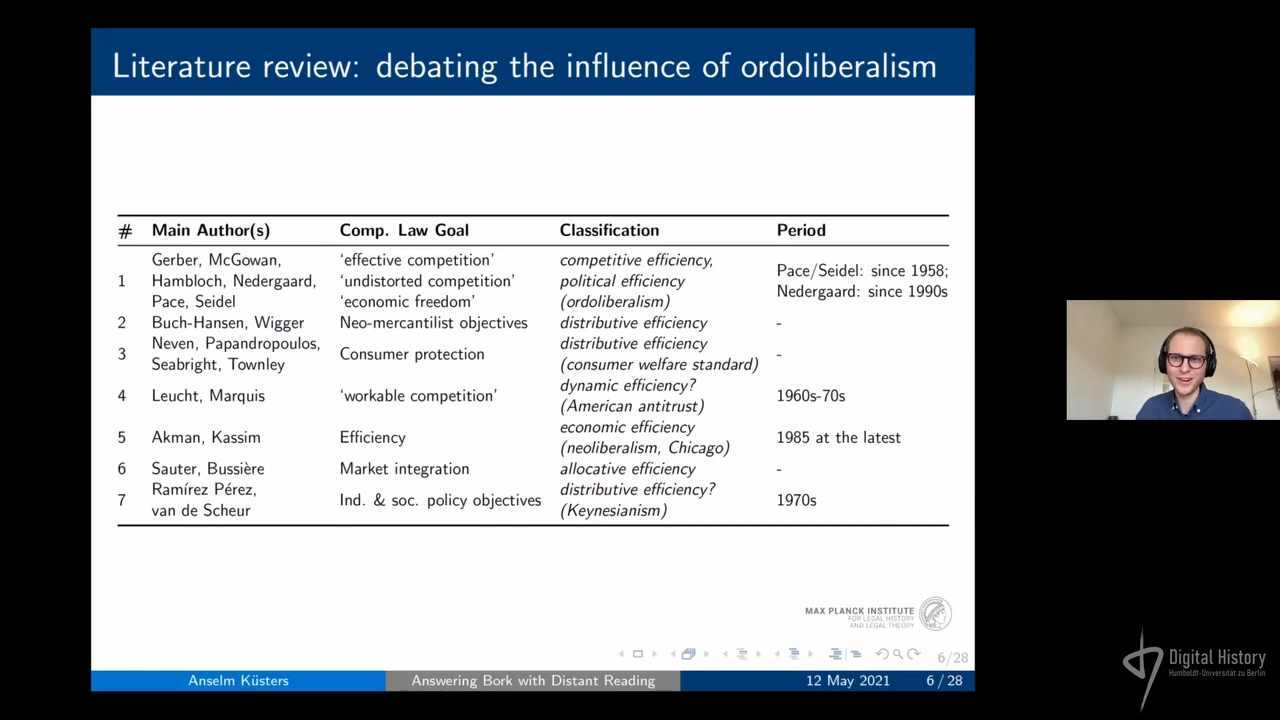 Literature review: debating the influence of ordoliberalism
# Main Author(s) Comp. Law Goal Classification Period
1 Gerber, McGowan, Hambloch, Nedergaard, Pace, Seidel ‘effective competition’ ‘undistorted competition’ ‘economic freedom’ competitive efficiency, political efficiency (ordoliberalism) Pace/Seidel: since 1958; Nedergaard: since 1990s
2 Buch-Hansen, Wigger Neo-mercantilist objectives distributive efficiency -
3 Neven, Papandropoulos, Seabright, Townley Consumer protection distributive efficiency (consumer welfare standard) -
4 Leucht, Marquis ‘workable competition’ dynamic efficiency? (American antitrust) 1960s-70s
5 Akman, Kassim Efficiency economic efficiency (neoliberalism, Chicago) 1985 at the latest
6 Sauter, Bussière Market integration allocative efficiency -
7 Ramírez Pérez, van de Scheur Ind. & soc. policy objectives distributive efficiency? (Keynesianism) 1970s
MAX PLANCK INSTITUTE
FOR LEGAL HISTORY
AND LEGAL THEORY
6/28
Anselm Küsters Answering Bork with Distant Reading 12 May 2021 6 / 28
Digital History
Humboldt-Universität zu Berlin